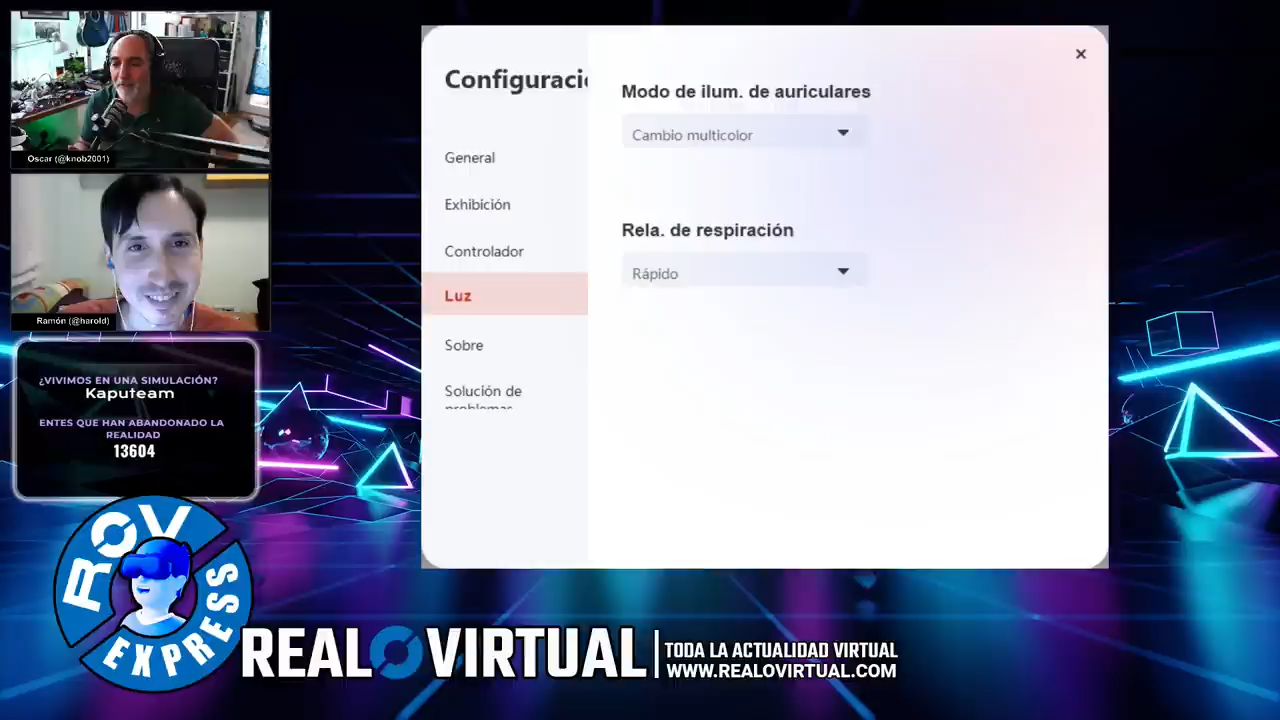 Oscar (@knob2001)
Ramón (@harold)
¿VIVIMOS EN UNA SIMULACIÓN?
Kaputeam
ENTES QUE HAN ABANDONADO LA
REALIDAD
13604
Configuració
General
Exhibición
Controlador
Luz
Sobre
Solución de
problemas
×
Modo de ilum. de auriculares
Cambio multicolor
Rela. de respiración
Rápido
ROV
EXPRESS
REAL O VIRTUAL
TODA LA ACTUALIDAD VIRTUAL
WWW.REALOVIRTUAL.COM